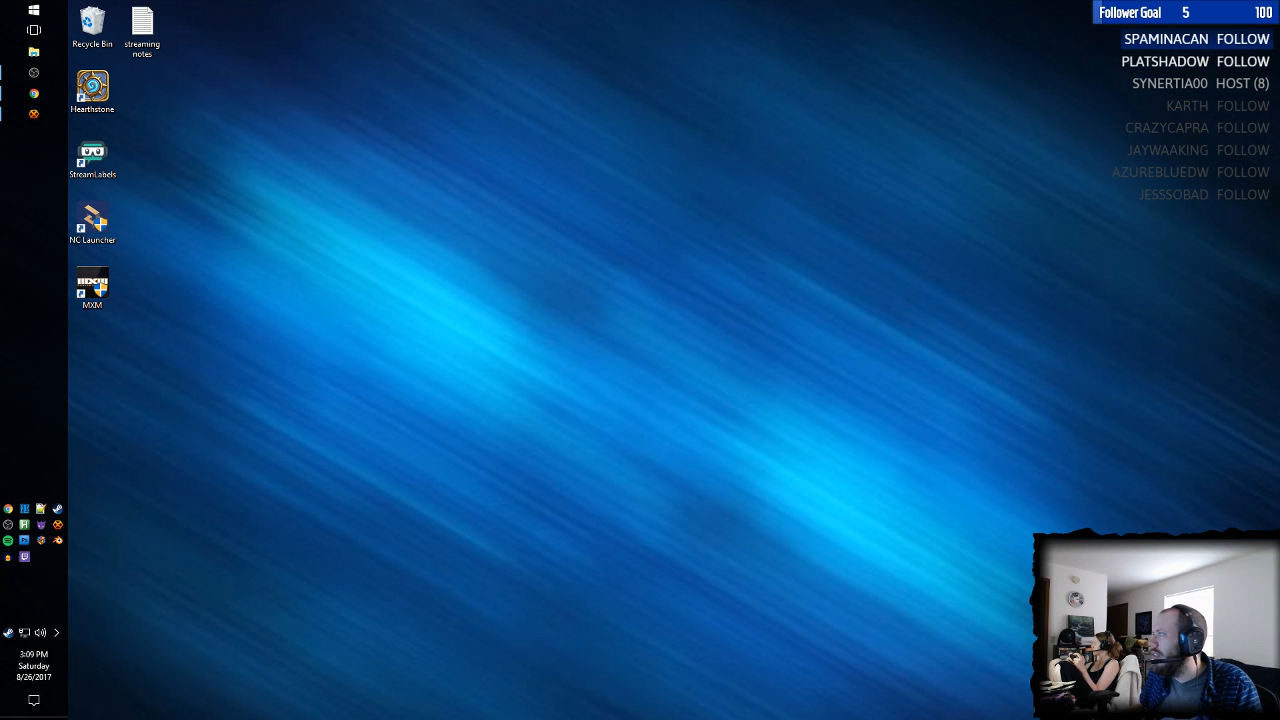 Recycle Bin
streaming
notes
Hearthstone
StreamLabels
NC Launcher
MXM
MXM
3:09 PM
Saturday
8/26/2017
Follower Goal 5 100
SPAMINACAN FOLLOW
PLATSHADOW FOLLOW
SYNERTIA00 HOST (8)
KARTH FOLLOW
CRAZYCAPRA FOLLOW
JAYWAAKING FOLLOW
AZUREBLUEDW FOLLOW
JESSSOBAD FOLLOW